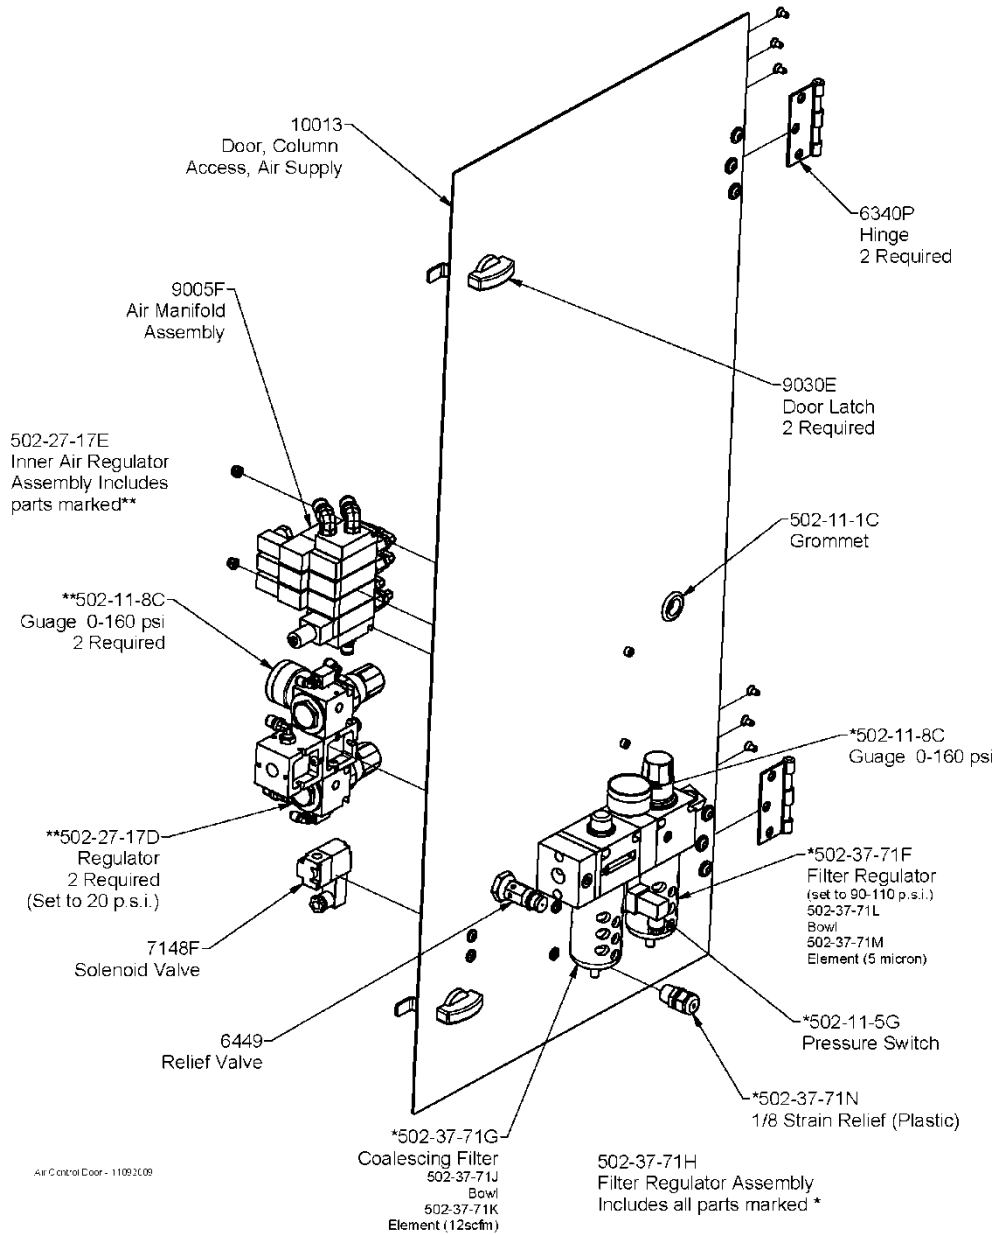 10013
Door, Column
Access, Air Supply
6340P
Hinge
2 Required
9005F
Air Manifold
Assembly
9030E
Door Latch
2 Required
502-27-17E
Inner Air Regulator
Assembly Includes
parts marked**
502-11-1C
Grommet
**502-11-8C
Guage 0-160 psi
2 Required
*502-11-8C
Guage 0-160 psi
**502-27-17D
Regulator
2 Required
(Set to 20 p.s.i.)
*502-37-71F
Filter Regulator
(set to 90-110 p.s.i.)
502-37-71L
Bowl
502-37-71M
Element (5 micron)
7148F
Solenoid Valve
6449
Relief Valve
*502-11-5G
Pressure Switch
*502-37-71N
1/8 Strain Relief (Plastic)
*502-37-71G
Coalescing Filter
502-37-71J
Bowl
502-37-71K
Element (12scfm)
502-37-71H
Filter Regulator Assembly
Includes all parts marked *
Air Control Door - 11092009